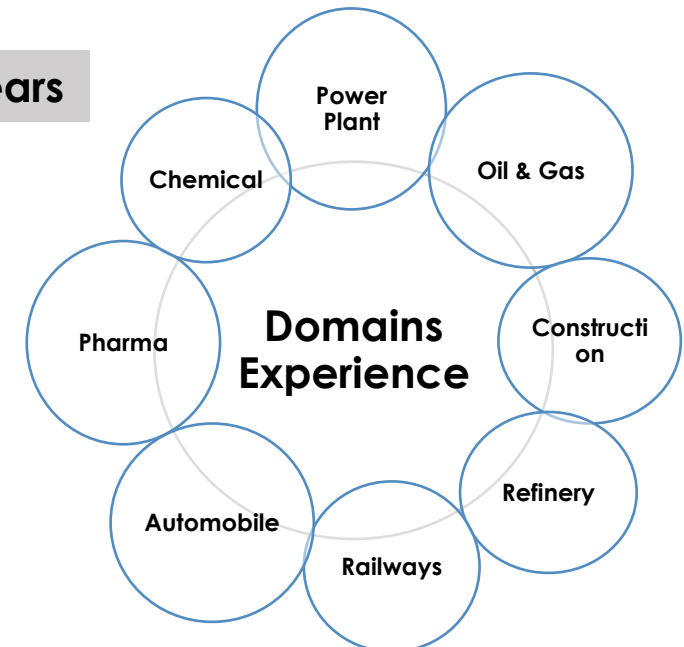 ears
Power
Plant
Oil & Gas
Constructi
on
Refinery
Railways
Automobile
Pharma
Chemical
Domains
Experience